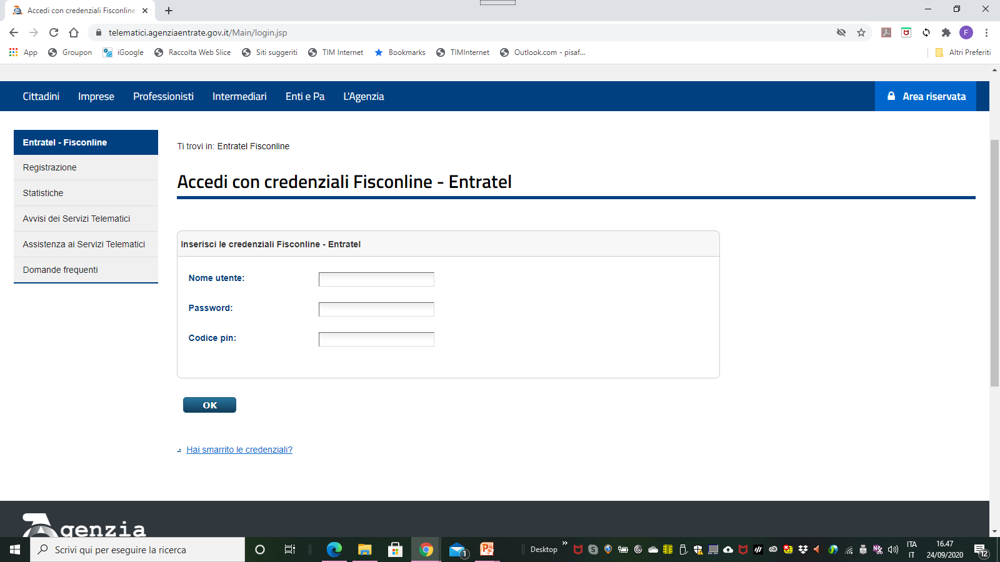 Accedi con credenziali Fisconline
telematici.agenziaentrate.gov.it/Main/login.jsp
F
App
Groupon
iGoogle
Raccolta Web Slice
Siti suggeriti
TIM Internet
Bookmarks
TIMInternet
Outlook.com - pisaf...
Altri Preferiti
Cittadini
Imprese
Professionisti
Intermediari
Enti e Pa
L'Agenzia
Area riservata
Entratel - Fisconline
Registrazione
Statistiche
Avvisi dei Servizi Telematici
Assistenza ai Servizi Telematici
Domande frequenti
Ti trovi in: Entratel Fisconline
Accedi con credenziali Fisconline - Entratel
Inserisci le credenziali Fisconline - Entratel
Nome utente:
Password:
Codice pin:
OK
Hai smarrito le credenziali?
Agenzia
Scrivi qui per eseguire la ricerca
1
Desktop
ITA
IT
16.47
24/09/2020
12